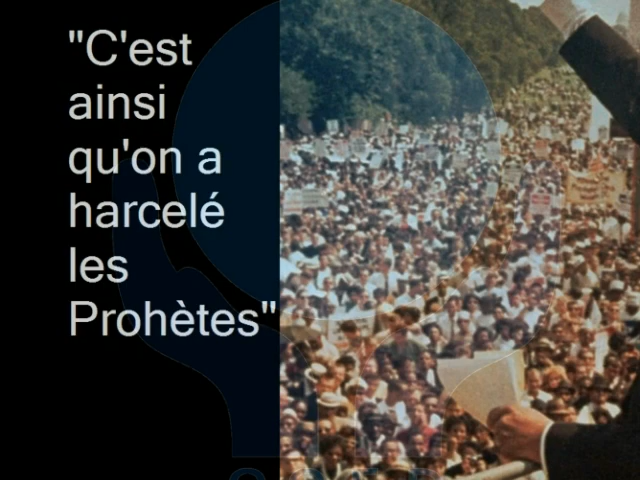 "C'est
ainsi
qu'on a
harcelé
les
Prohètes"